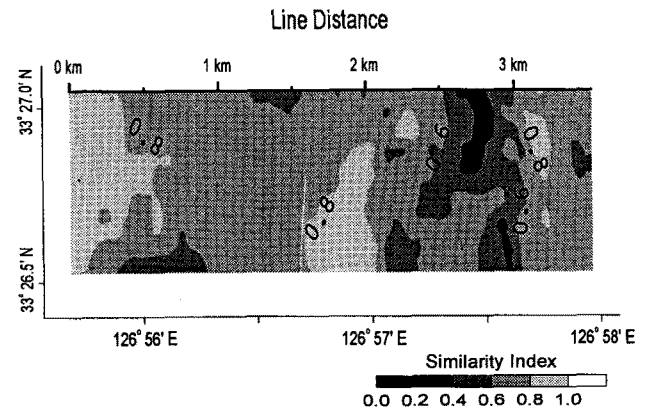 Line Distance
0 km 1 km 2 km 3 km
33° 27.0' N
0.8
0.6
0.8
0.8
0.6
33° 26.5' N
126° 56' E 126° 57' E 126° 58' E
Similarity Index
0.0 0.2 0.4 0.6 0.8 1.0